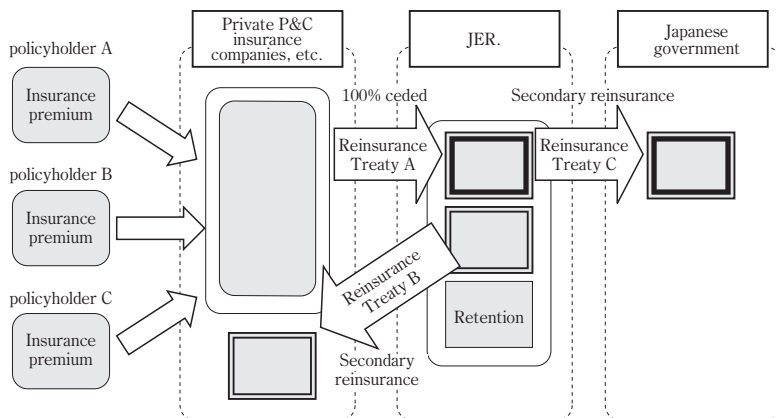 Private P&C
insurance
companies, etc.
JER.
Japanese
government
policyholder A
Insurance
premium
policyholder B
Insurance
premium
policyholder C
Insurance
premium
100% ceded
Reinsurance
Treaty A
Secondary reinsurance
Reinsurance
Treaty C
Reinsurance
Treaty B
Retention
Secondary
reinsurance